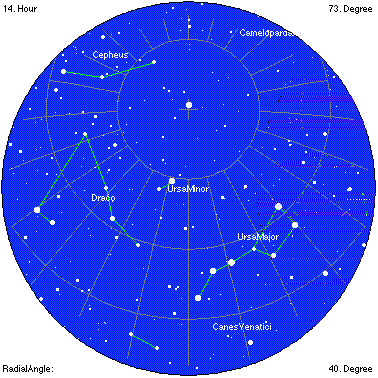 14. Hour
73. Degree
Camelopardalis
Cepheus
UrsaMinor
Draco
UrsaMajor
CanesVenatici
RadialAngle:
40. Degree